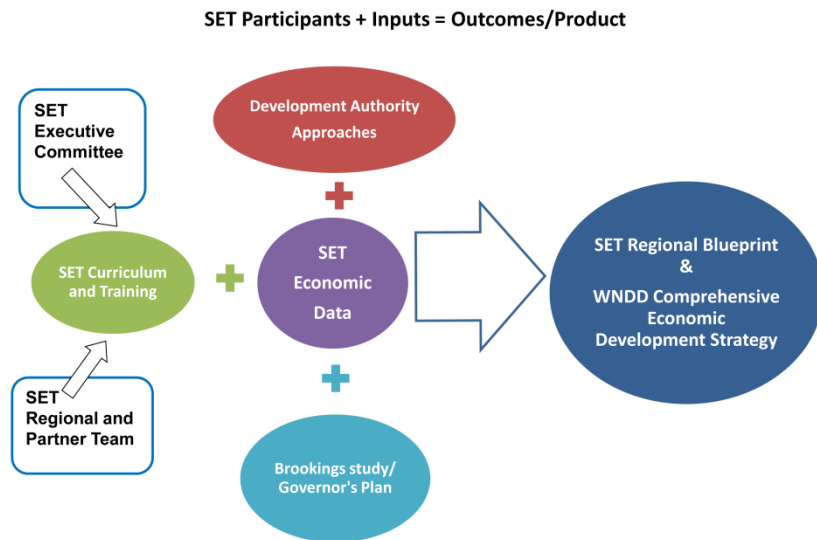 SET Participants + Inputs = Outcomes/Product
SET
Executive
Committee
Development Authority
Approaches
SET Curriculum
and Training
SET
Economic
Data
SET Regional Blueprint
&
WNDD Comprehensive
Economic
Development Strategy
SET
Regional and
Partner Team
Brookings study/
Governor's Plan